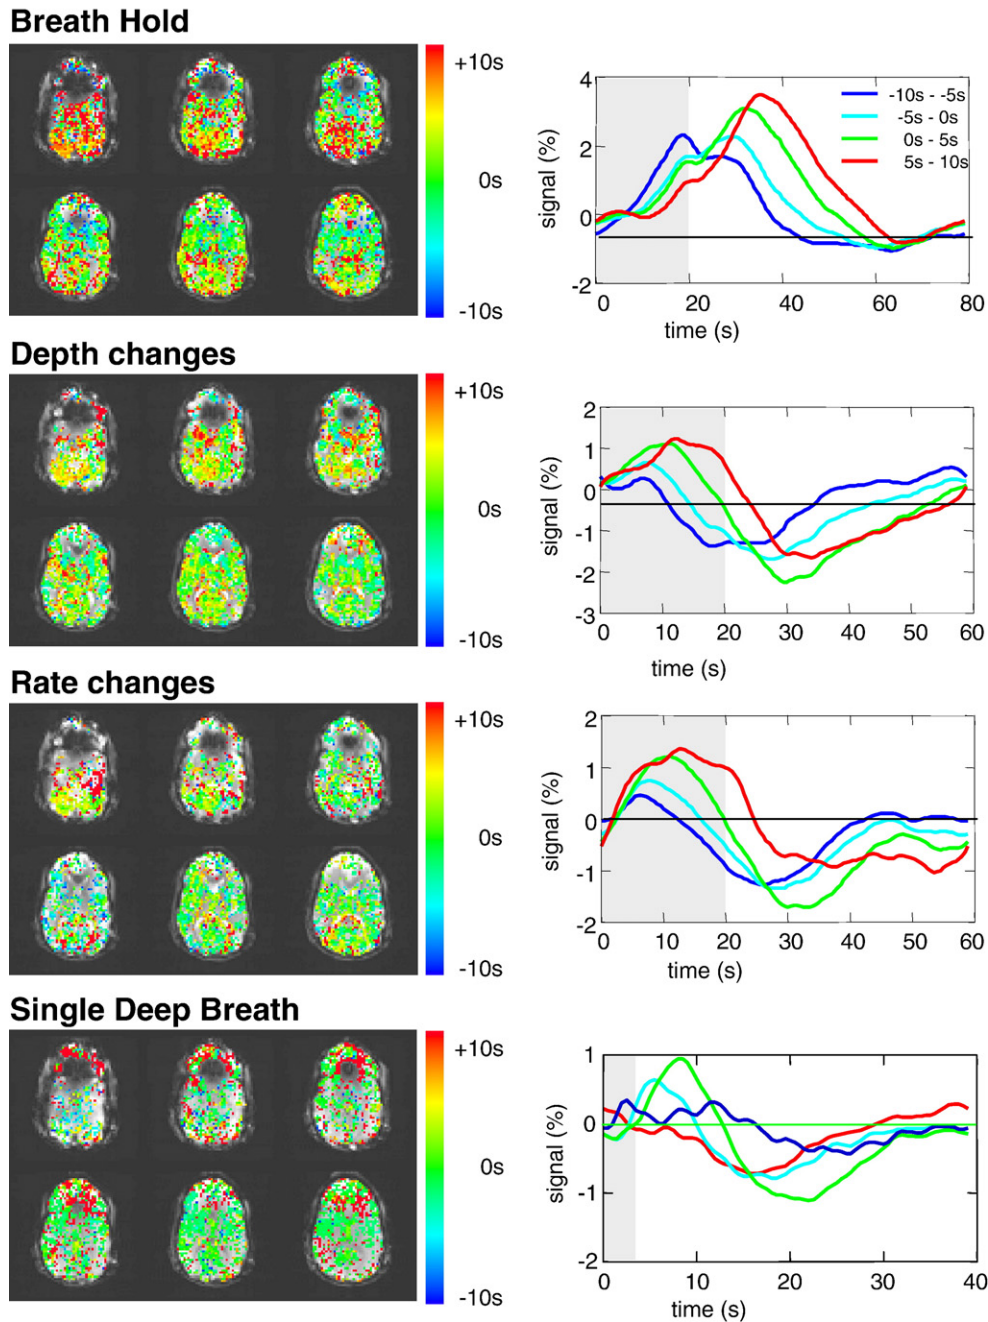 Breath Hold
+10s
0s
-10s
4
2
0
-2
signal (%)
0 20 40 60 80
time (s)
-10s - -5s
-5s - 0s
0s - 5s
5s - 10s
Depth changes
+10s
0s
-10s
2
1
0
-1
-2
-3
signal (%)
0 10 20 30 40 50 60
time (s)
Rate changes
+10s
0s
-10s
2
1
0
-1
-2
signal (%)
0 10 20 30 40 50 60
time (s)
Single Deep Breath
+10s
0s
-10s
1
0
-1
-2
signal (%)
0 10 20 30 40
time (s)